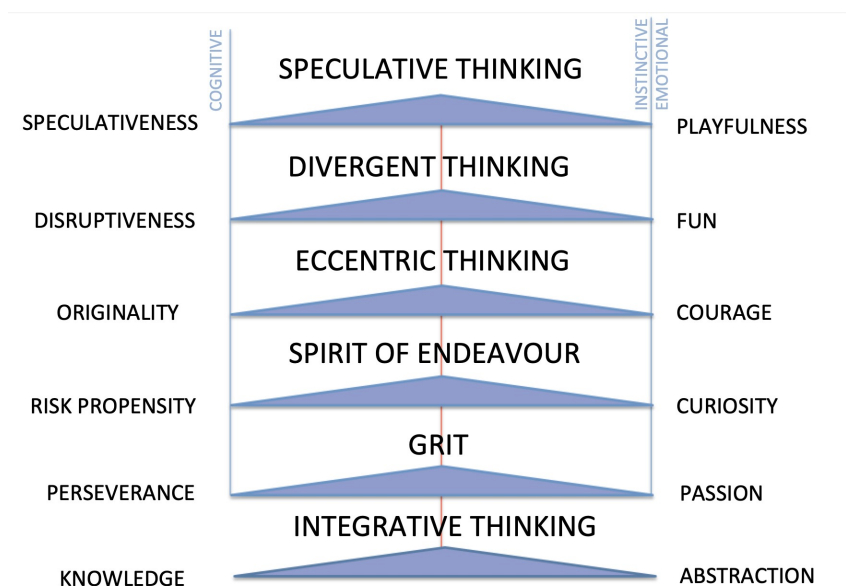 COGNITIVE
INSTINCTIVE
EMOTIONAL
SPECULATIVE THINKING
SPECULATIVENESS
PLAYFULNESS
DIVERGENT THINKING
DISRUPTIVENESS
FUN
ECCENTRIC THINKING
ORIGINALITY
COURAGE
SPIRIT OF ENDEAVOUR
RISK PROPENSITY
CURIOSITY
GRIT
PERSEVERANCE
PASSION
INTEGRATIVE THINKING
KNOWLEDGE
ABSTRACTION